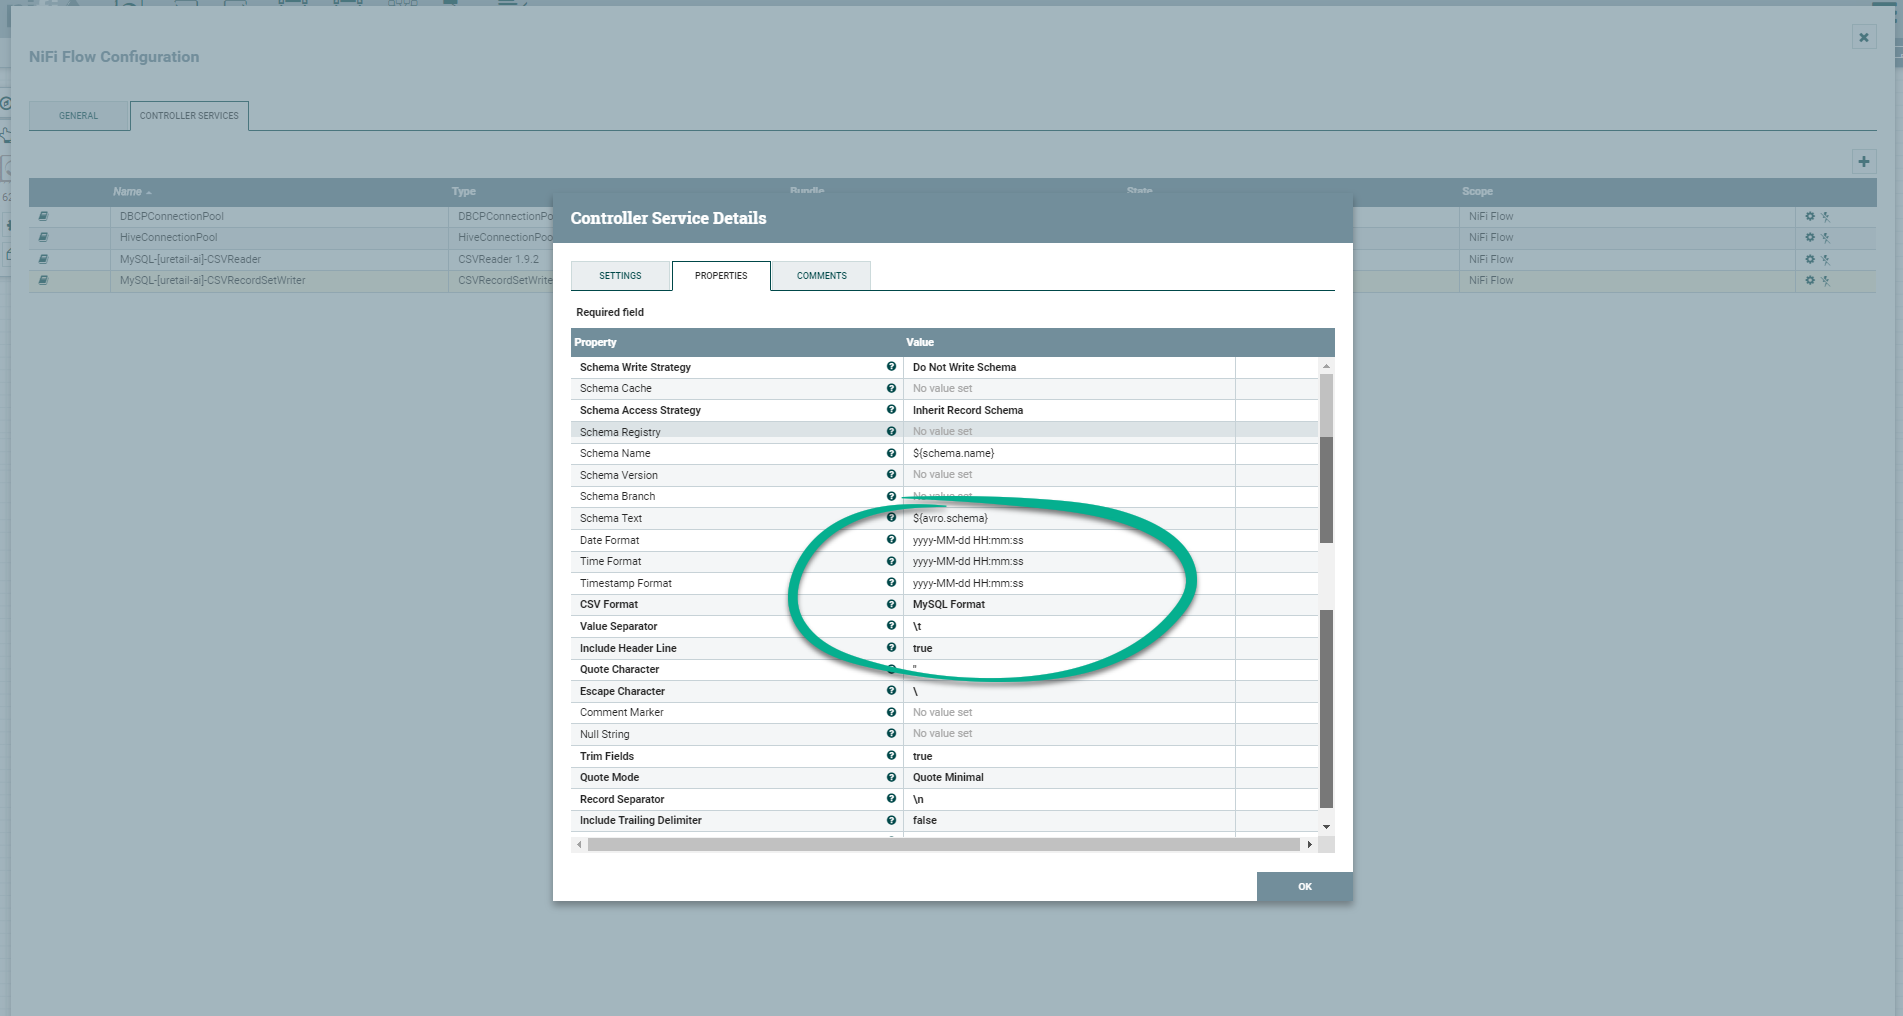 NiFi Flow Configuration
GENERAL
CONTROLLER SERVICES
Name Type Bundle State Scope
DBCPConnectionPool DBCPConnectionPo NiFi Flow
HiveConnectionPool HiveConnectionPoo NiFi Flow
MySQL-[uretail-ai]-CSVReader CSVReader 1.9.2 NiFi Flow
MySQL-[uretail-ai]-CSVRecordSetWriter CSVRecordSetWrite NiFi Flow
Controller Service Details
SETTINGS
PROPERTIES
COMMENTS
Required field
Property Value
Schema Write Strategy Do Not Write Schema
Schema Cache No value set
Schema Access Strategy Inherit Record Schema
Schema Registry No value set
Schema Name ${schema.name}
Schema Version No value set
Schema Branch No value set
Schema Text ${avro.schema}
Date Format yyyy-MM-dd HH:mm:ss
Time Format yyyy-MM-dd HH:mm:ss
Timestamp Format yyyy-MM-dd HH:mm:ss
CSV Format MySQL Format
Value Separator \t
Include Header Line true
Quote Character "
Escape Character \
Comment Marker No value set
Null String No value set
Trim Fields true
Quote Mode Quote Minimal
Record Separator \n
Include Trailing Delimiter false
OK